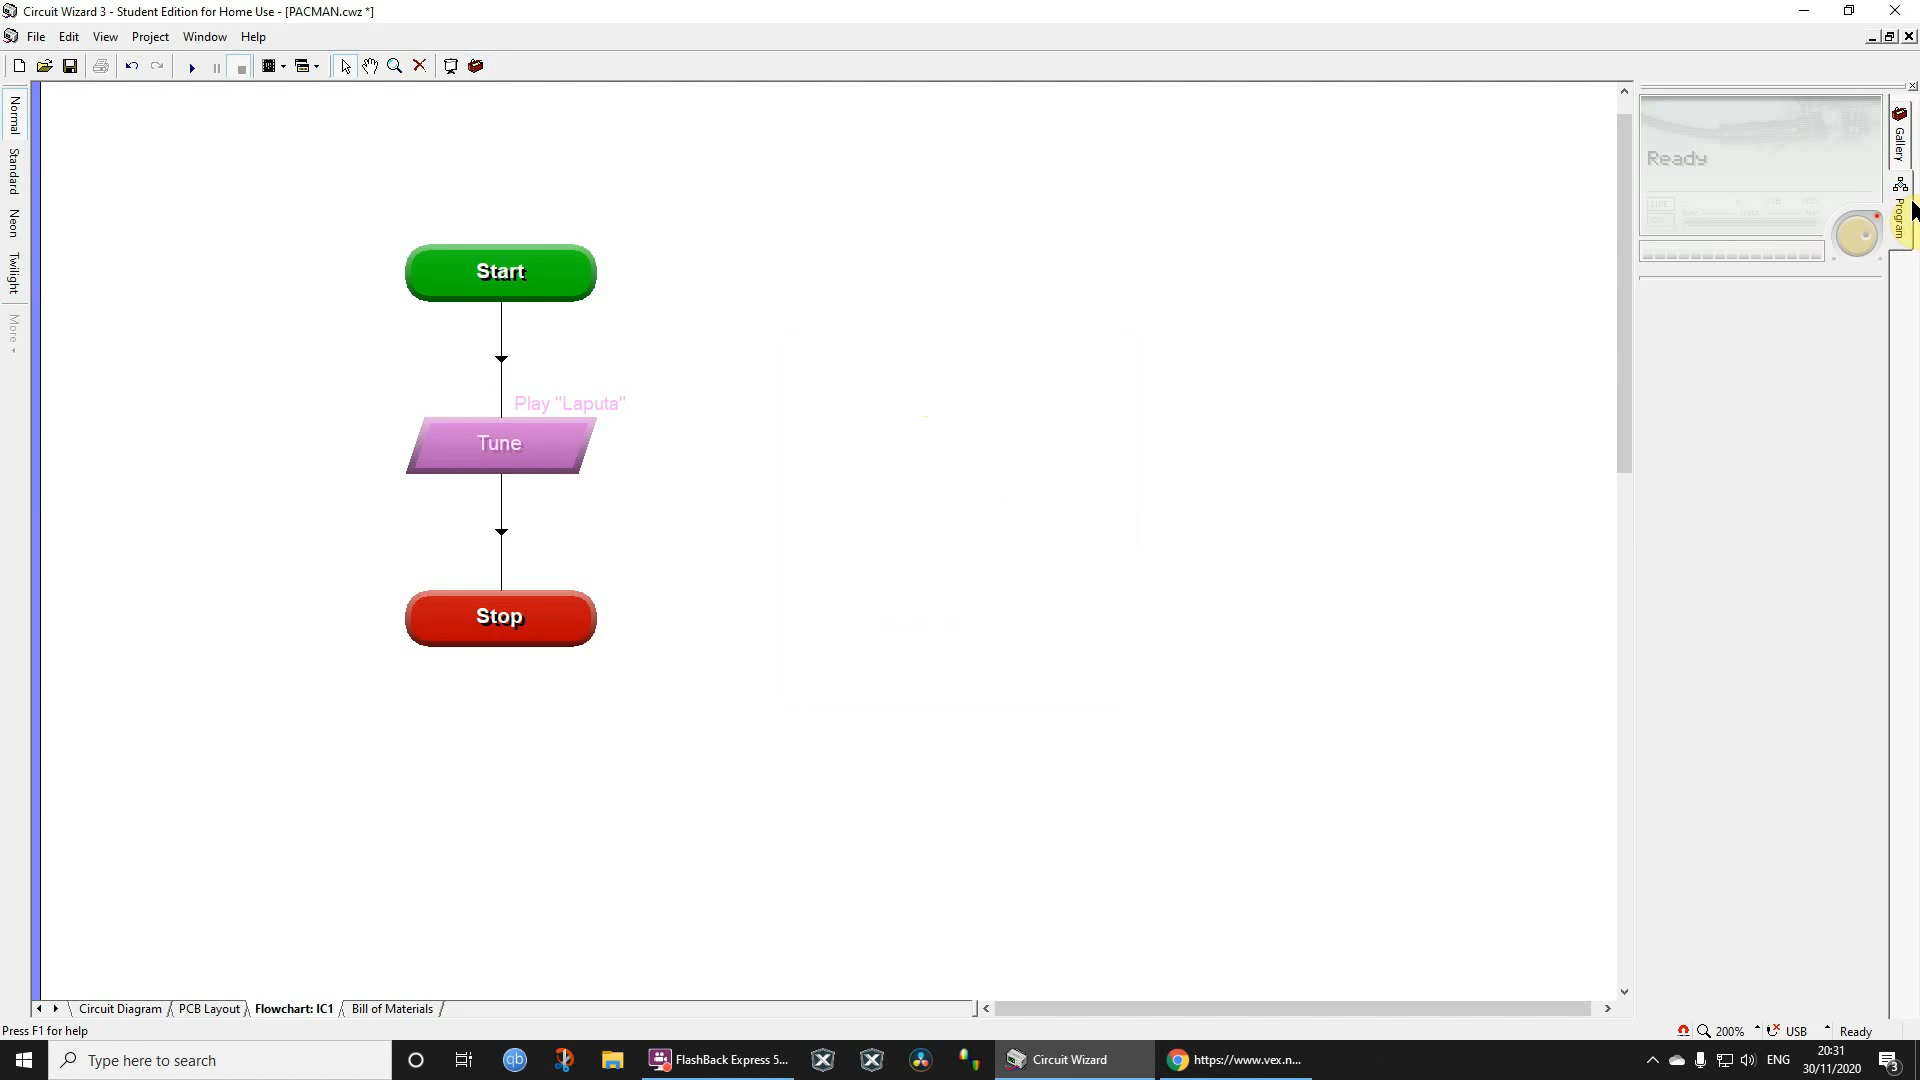 Circuit Wizard 3 - Student Edition for Home Use - [PACMAN.cwz *]
File Edit View Project Window Help
Normal
Standard
Neon
Twilight
More
Start
Play "Laputa"
Tune
Stop
Ready
LIVE
Gallery
Program
Circuit Diagram PCB Layout Flowchart: IC1 Bill of Materials
Press F1 for help
200% USB Ready
Type here to search
qb
FlashBack Express 5...
Circuit Wizard
https://www.vex.n...
ENG
20:31
30/11/2020
3